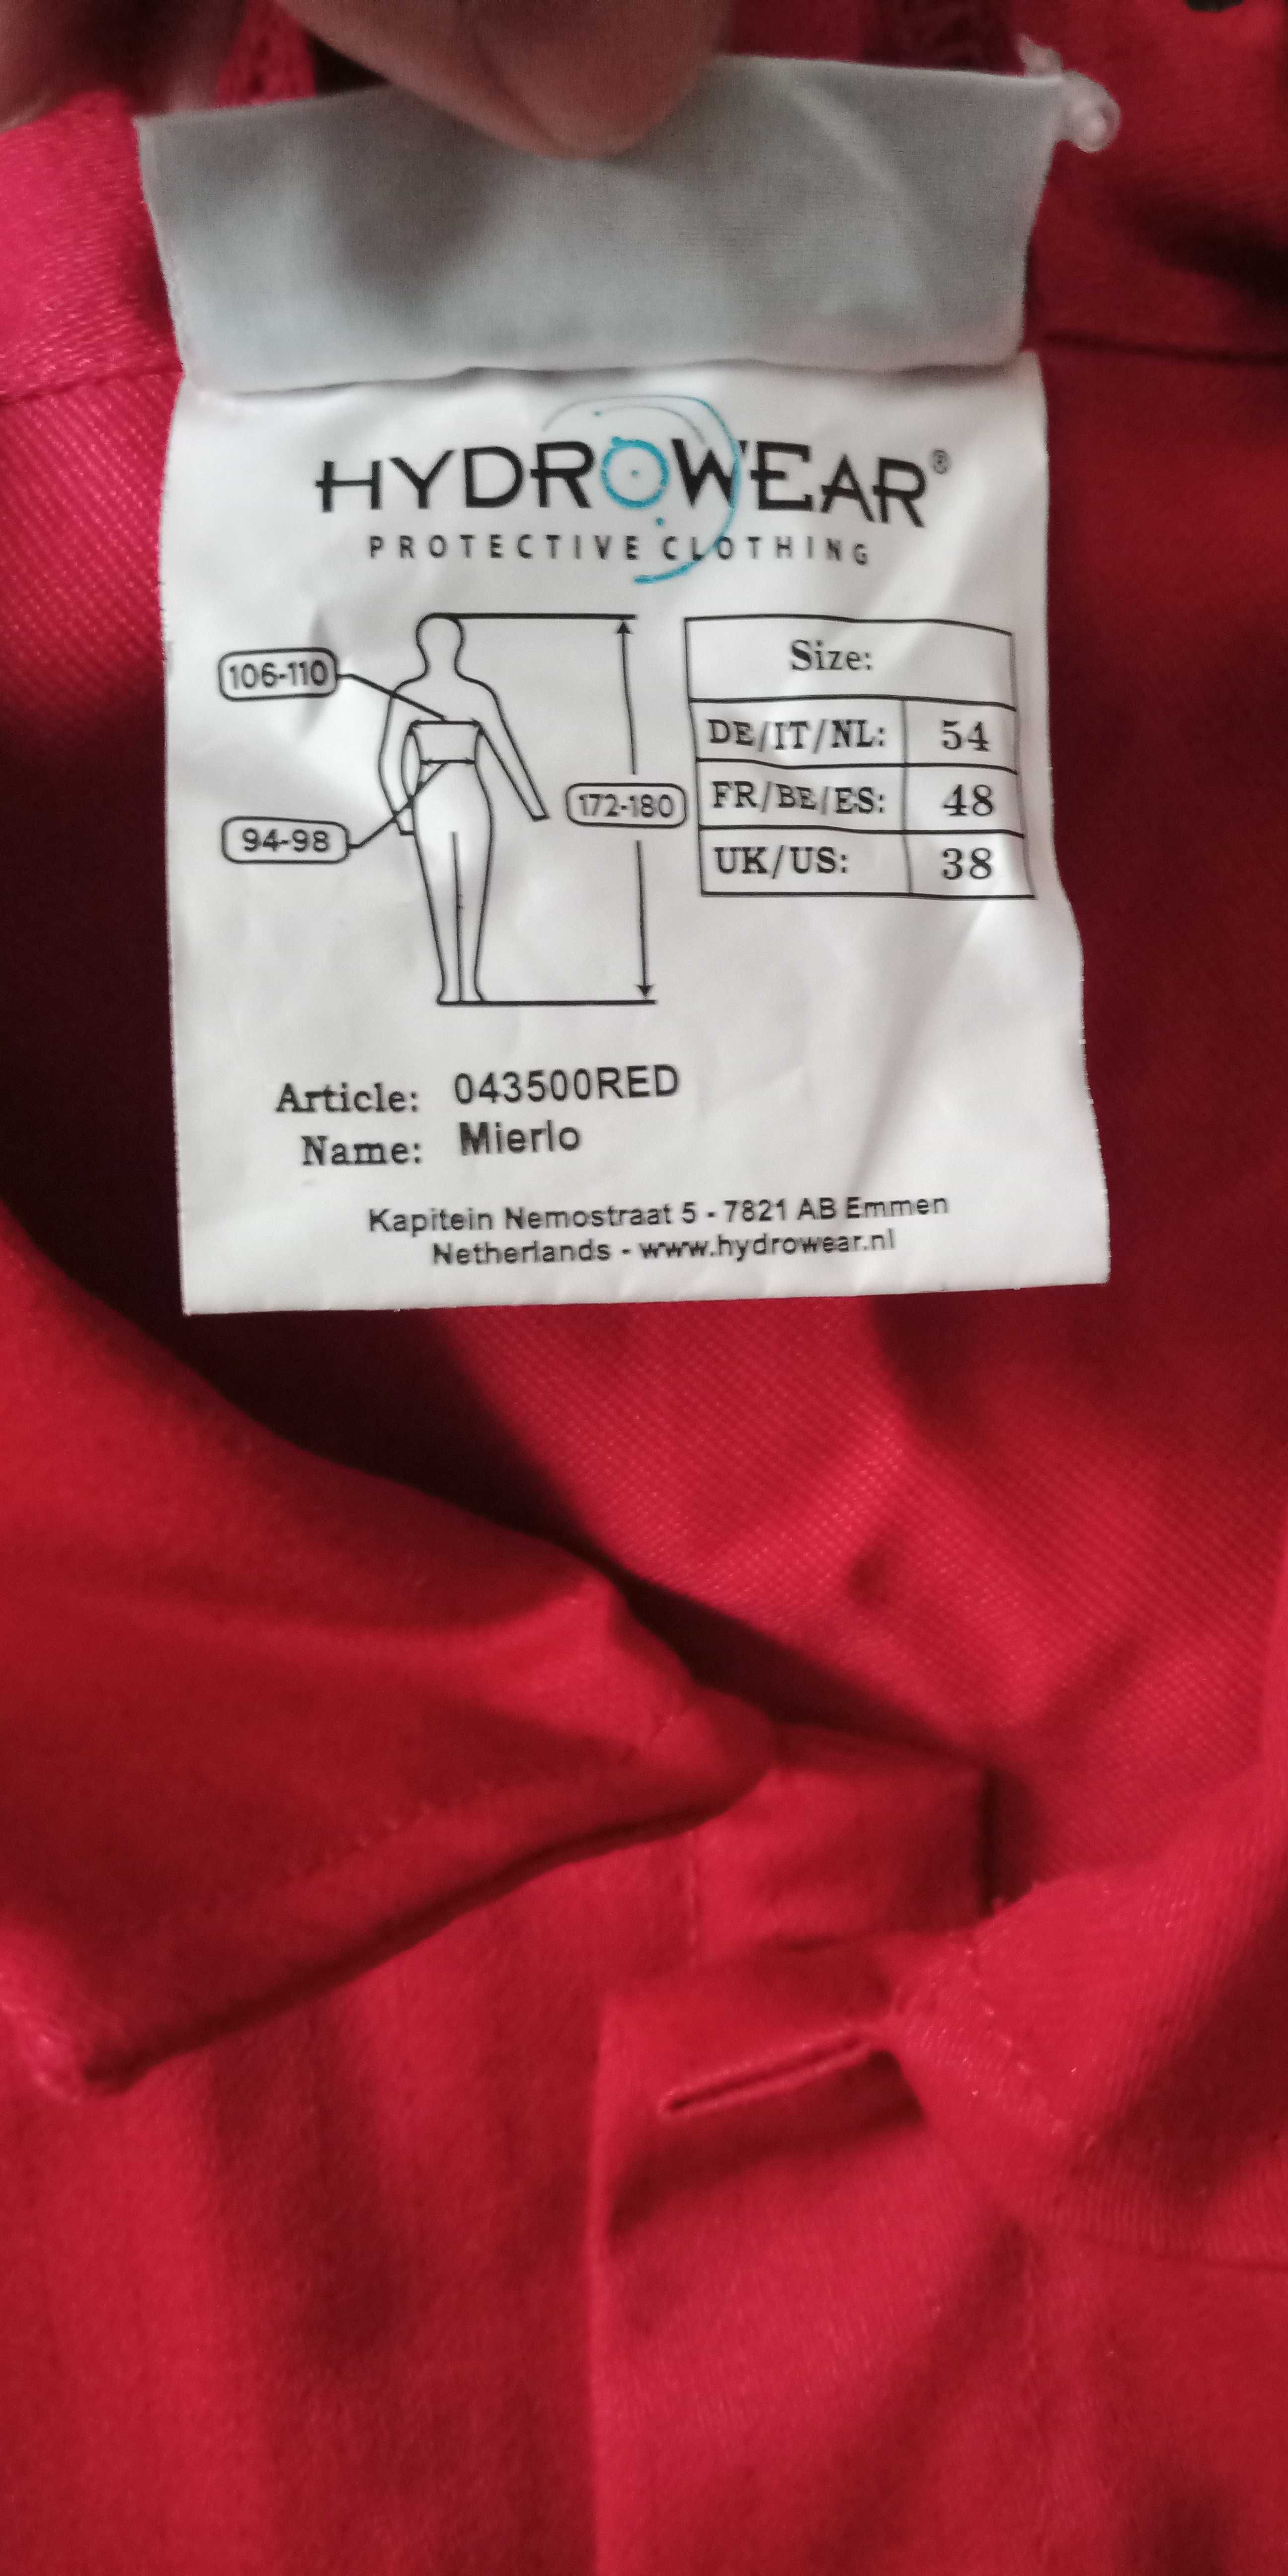 HYDROWEAR®
PROTECTIVE CLOTHING
106-110
94-98
172-180
Size:
DE/IT/NL: 54
FR/BE/ES: 48
UK/US: 38
Article: 043500RED
Name: Mierlo
Kapitein Nemostraat 5 - 7821 AB Emmen
Netherlands - www.hydrowear.nl